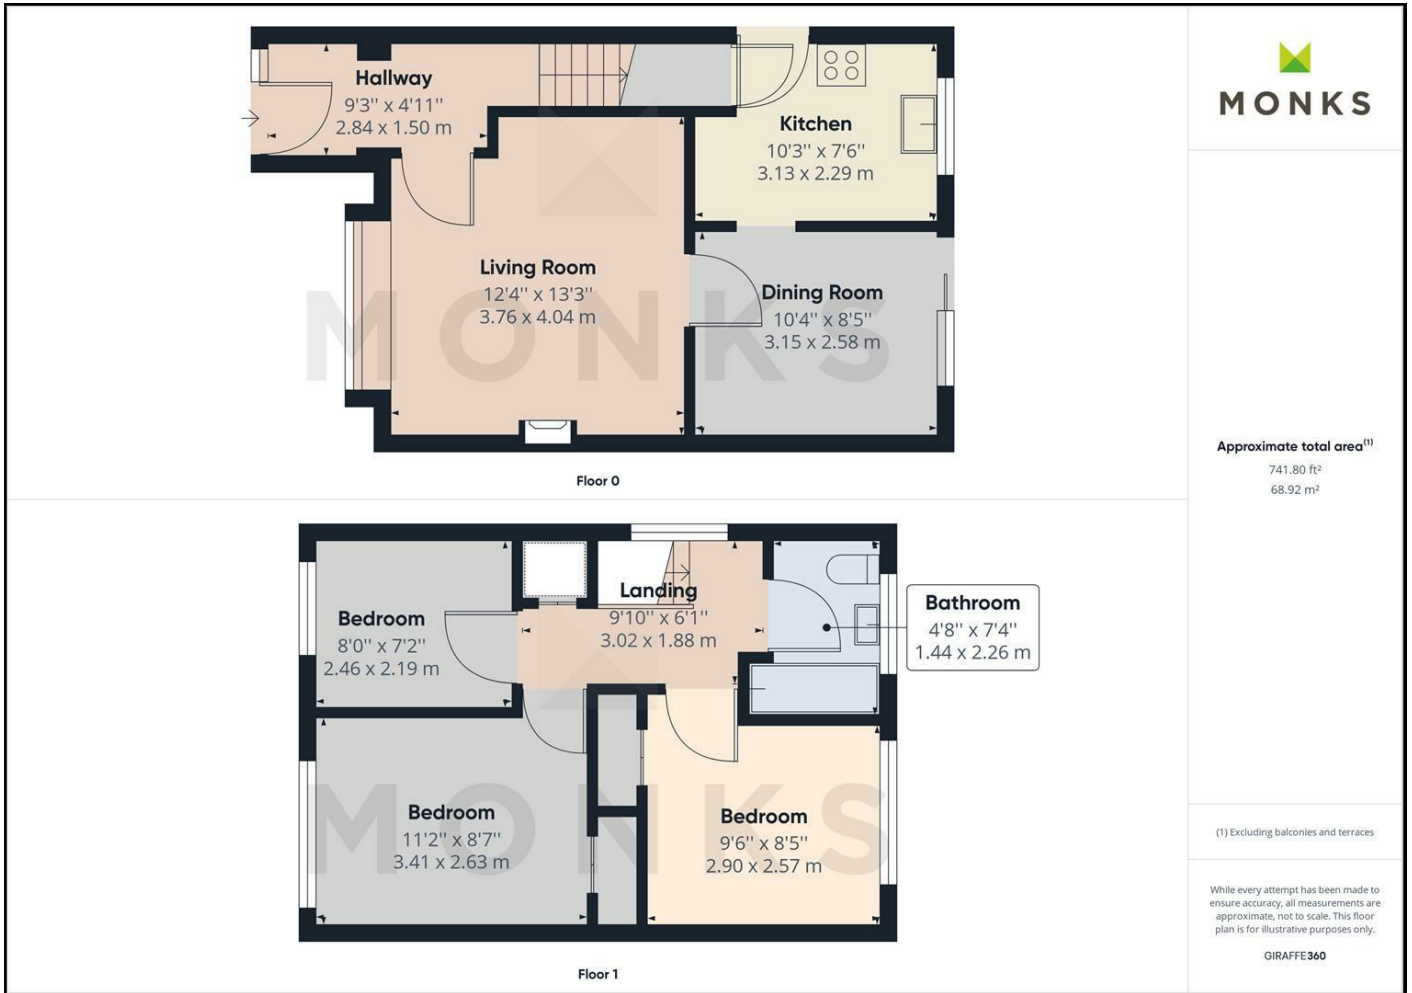 Hallway
9'3'' x 4'11''
2.84 x 1.50 m
Kitchen
10'3'' x 7'6''
3.13 x 2.29 m
Living Room
12'4'' x 13'3''
3.76 x 4.04 m
Dining Room
10'4'' x 8'5''
3.15 x 2.58 m
MONKS
Floor 0
Bedroom
8'0'' x 7'2''
2.46 x 2.19 m
Landing
9'10'' x 6'1''
3.02 x 1.88 m
Bathroom
4'8'' x 7'4''
1.44 x 2.26 m
Bedroom
11'2'' x 8'7''
3.41 x 2.63 m
Bedroom
9'6'' x 8'5''
2.90 x 2.57 m
MONKS
Floor 1
MONKS
Approximate total area(1)
741.80 ft²
68.92 m²
(1) Excluding balconies and terraces
While every attempt has been made to
ensure accuracy, all measurements are
approximate, not to scale. This floor
plan is for illustrative purposes only.
GIRAFFE360